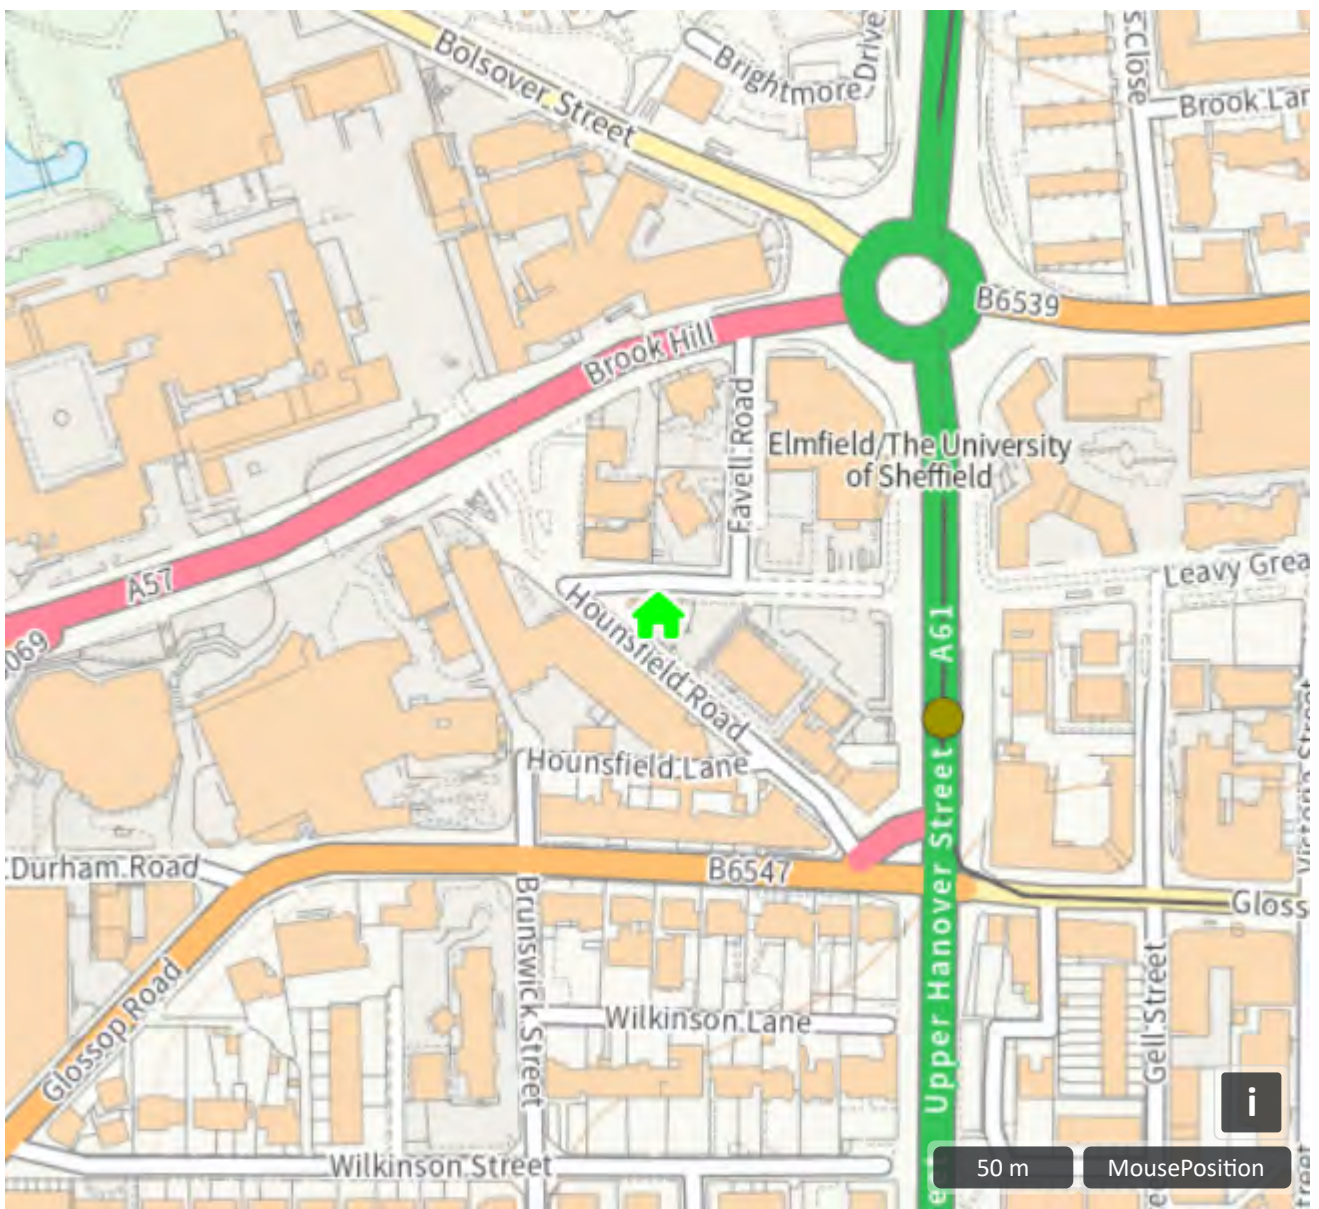 Bolsover Street
Brightmore Drive
Close
Brook Lan
B6539
Brook Hill
Favell Road
Elmfield/The University
of Sheffield
A57
Leavy Grea
069
Hounsfield Road
A61
Hounsfield Lane
Victoria Street
Durham Road
B6547
Gloss
Upper Hanover Street
Brunswick Street
Glossop Road
Wilkinson Lane
Gell Street
i
Wilkinson Street
50 m
MousePosition